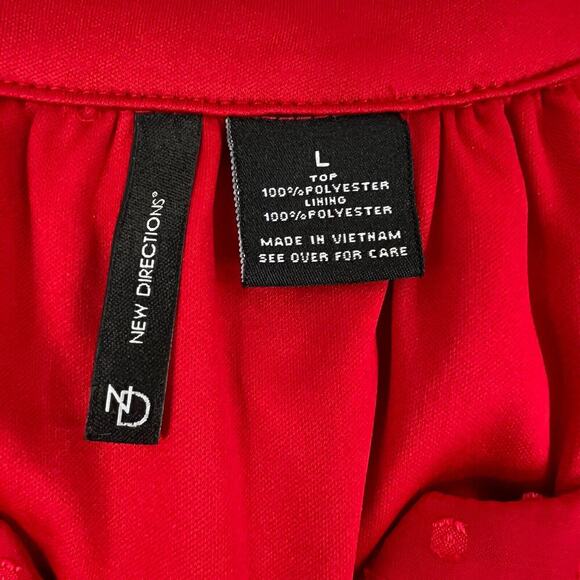 NEW DIRECTIONS®
ND
L
TOP
100%POLYESTER
LINING
100%POLYESTER
MADE IN VIETNAM
SEE OVER FOR CARE